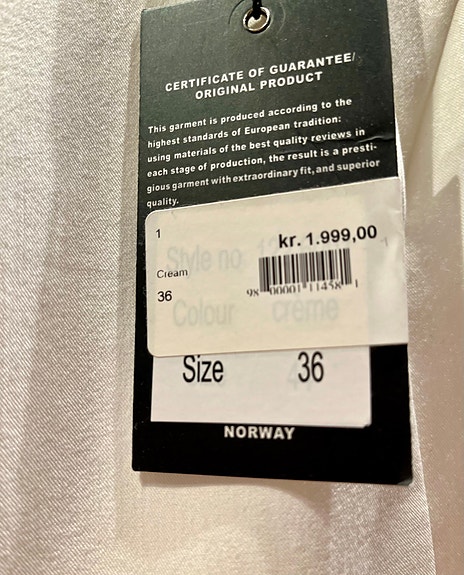 CERTIFICATE OF GUARANTEE/
ORIGINAL PRODUCT
This garment is produced according to the
highest standards of European tradition:
using materials of the best quality reviews in
each stage of production, the result is a presti-
gious garment with extraordinary fit, and superior
quality.
1
kr. 1.999,00
Style no
Cream
36
Colour creme
Size 36
NORWAY